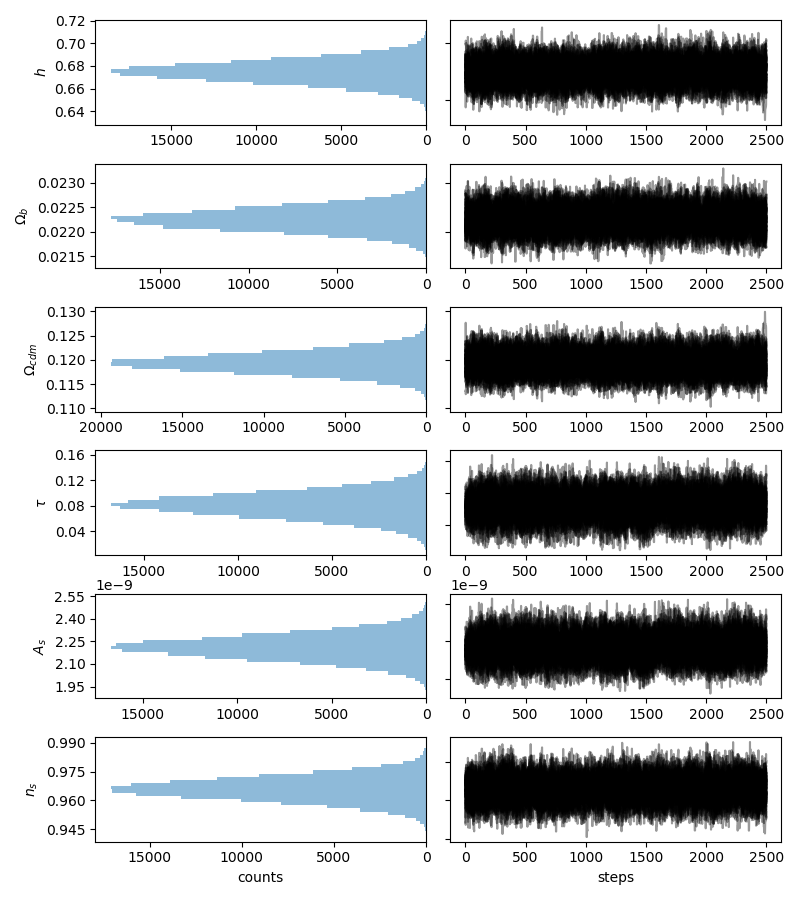 0.72
0.70
0.68
0.66
0.64
h
15000 10000 5000 0
0 500 1000 1500 2000 2500
0.0230
0.0225
0.0220
0.0215
Ω_b
15000 10000 5000 0
0 500 1000 1500 2000 2500
0.130
0.125
0.120
0.115
0.110
Ω_cdm
20000 15000 10000 5000 0
0 500 1000 1500 2000 2500
0.16
0.12
0.08
0.04
τ
15000 10000 5000 0
0 500 1000 1500 2000 2500
1e−9
1e−9
2.55
2.40
2.25
2.10
1.95
A_s
15000 10000 5000 0
0 500 1000 1500 2000 2500
0.990
0.975
0.960
0.945
n_s
15000 10000 5000 0
0 500 1000 1500 2000 2500
counts
steps